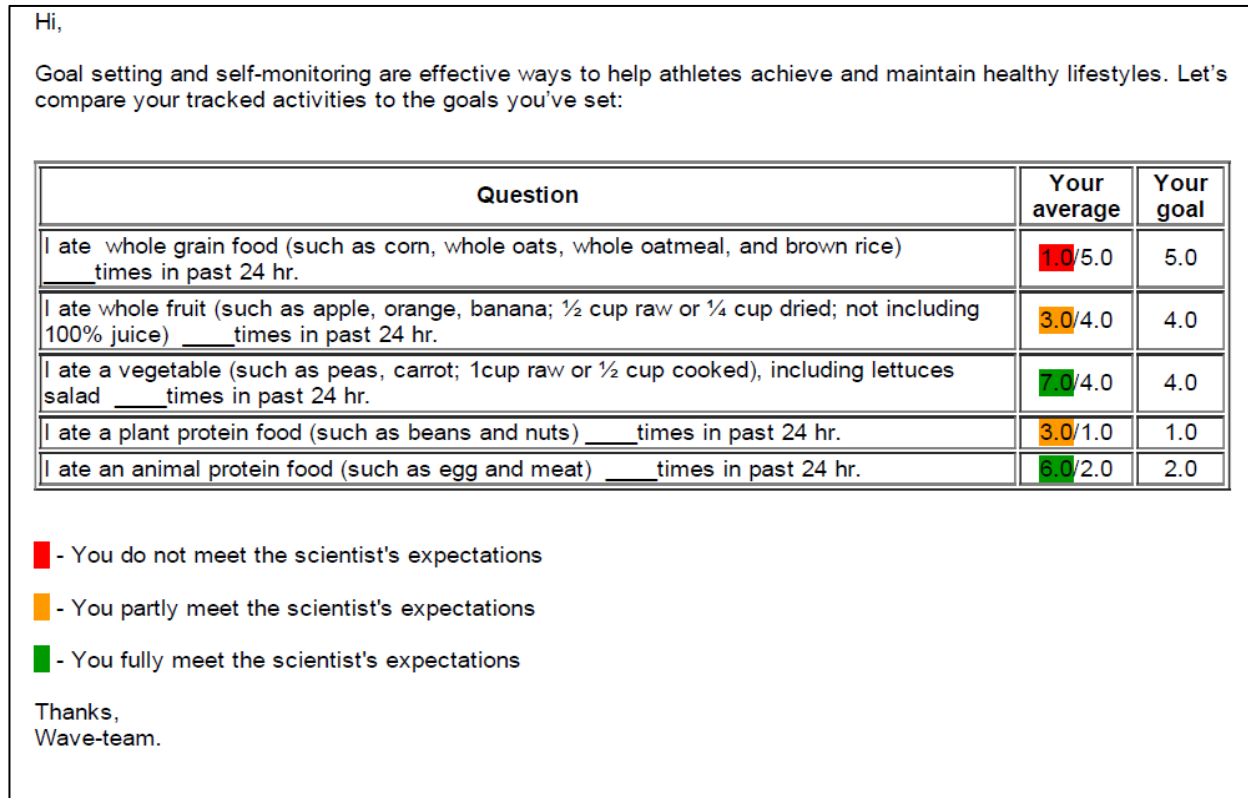 Hi,
Goal setting and self-monitoring are effective ways to help athletes achieve and maintain healthy lifestyles. Let's
compare your tracked activities to the goals you've set:
Question
Your
average
Your
goal
I ate  whole grain food (such as corn, whole oats, whole oatmeal, and brown rice)
____times in past 24 hr.
1.0/5.0
5.0
I ate whole fruit (such as apple, orange, banana; ½ cup raw or ¼ cup dried; not including
100% juice)  ____times in past 24 hr.
3.0/4.0
4.0
I ate a vegetable (such as peas, carrot; 1cup raw or ½ cup cooked), including lettuces
salad  ____times in past 24 hr.
7.0/4.0
4.0
I ate a plant protein food (such as beans and nuts) ____times in past 24 hr.
3.0/1.0
1.0
I ate an animal protein food (such as egg and meat)  ____times in past 24 hr.
6.0/2.0
2.0
- You do not meet the scientist's expectations
- You partly meet the scientist's expectations
- You fully meet the scientist's expectations
Thanks,
Wave-team.